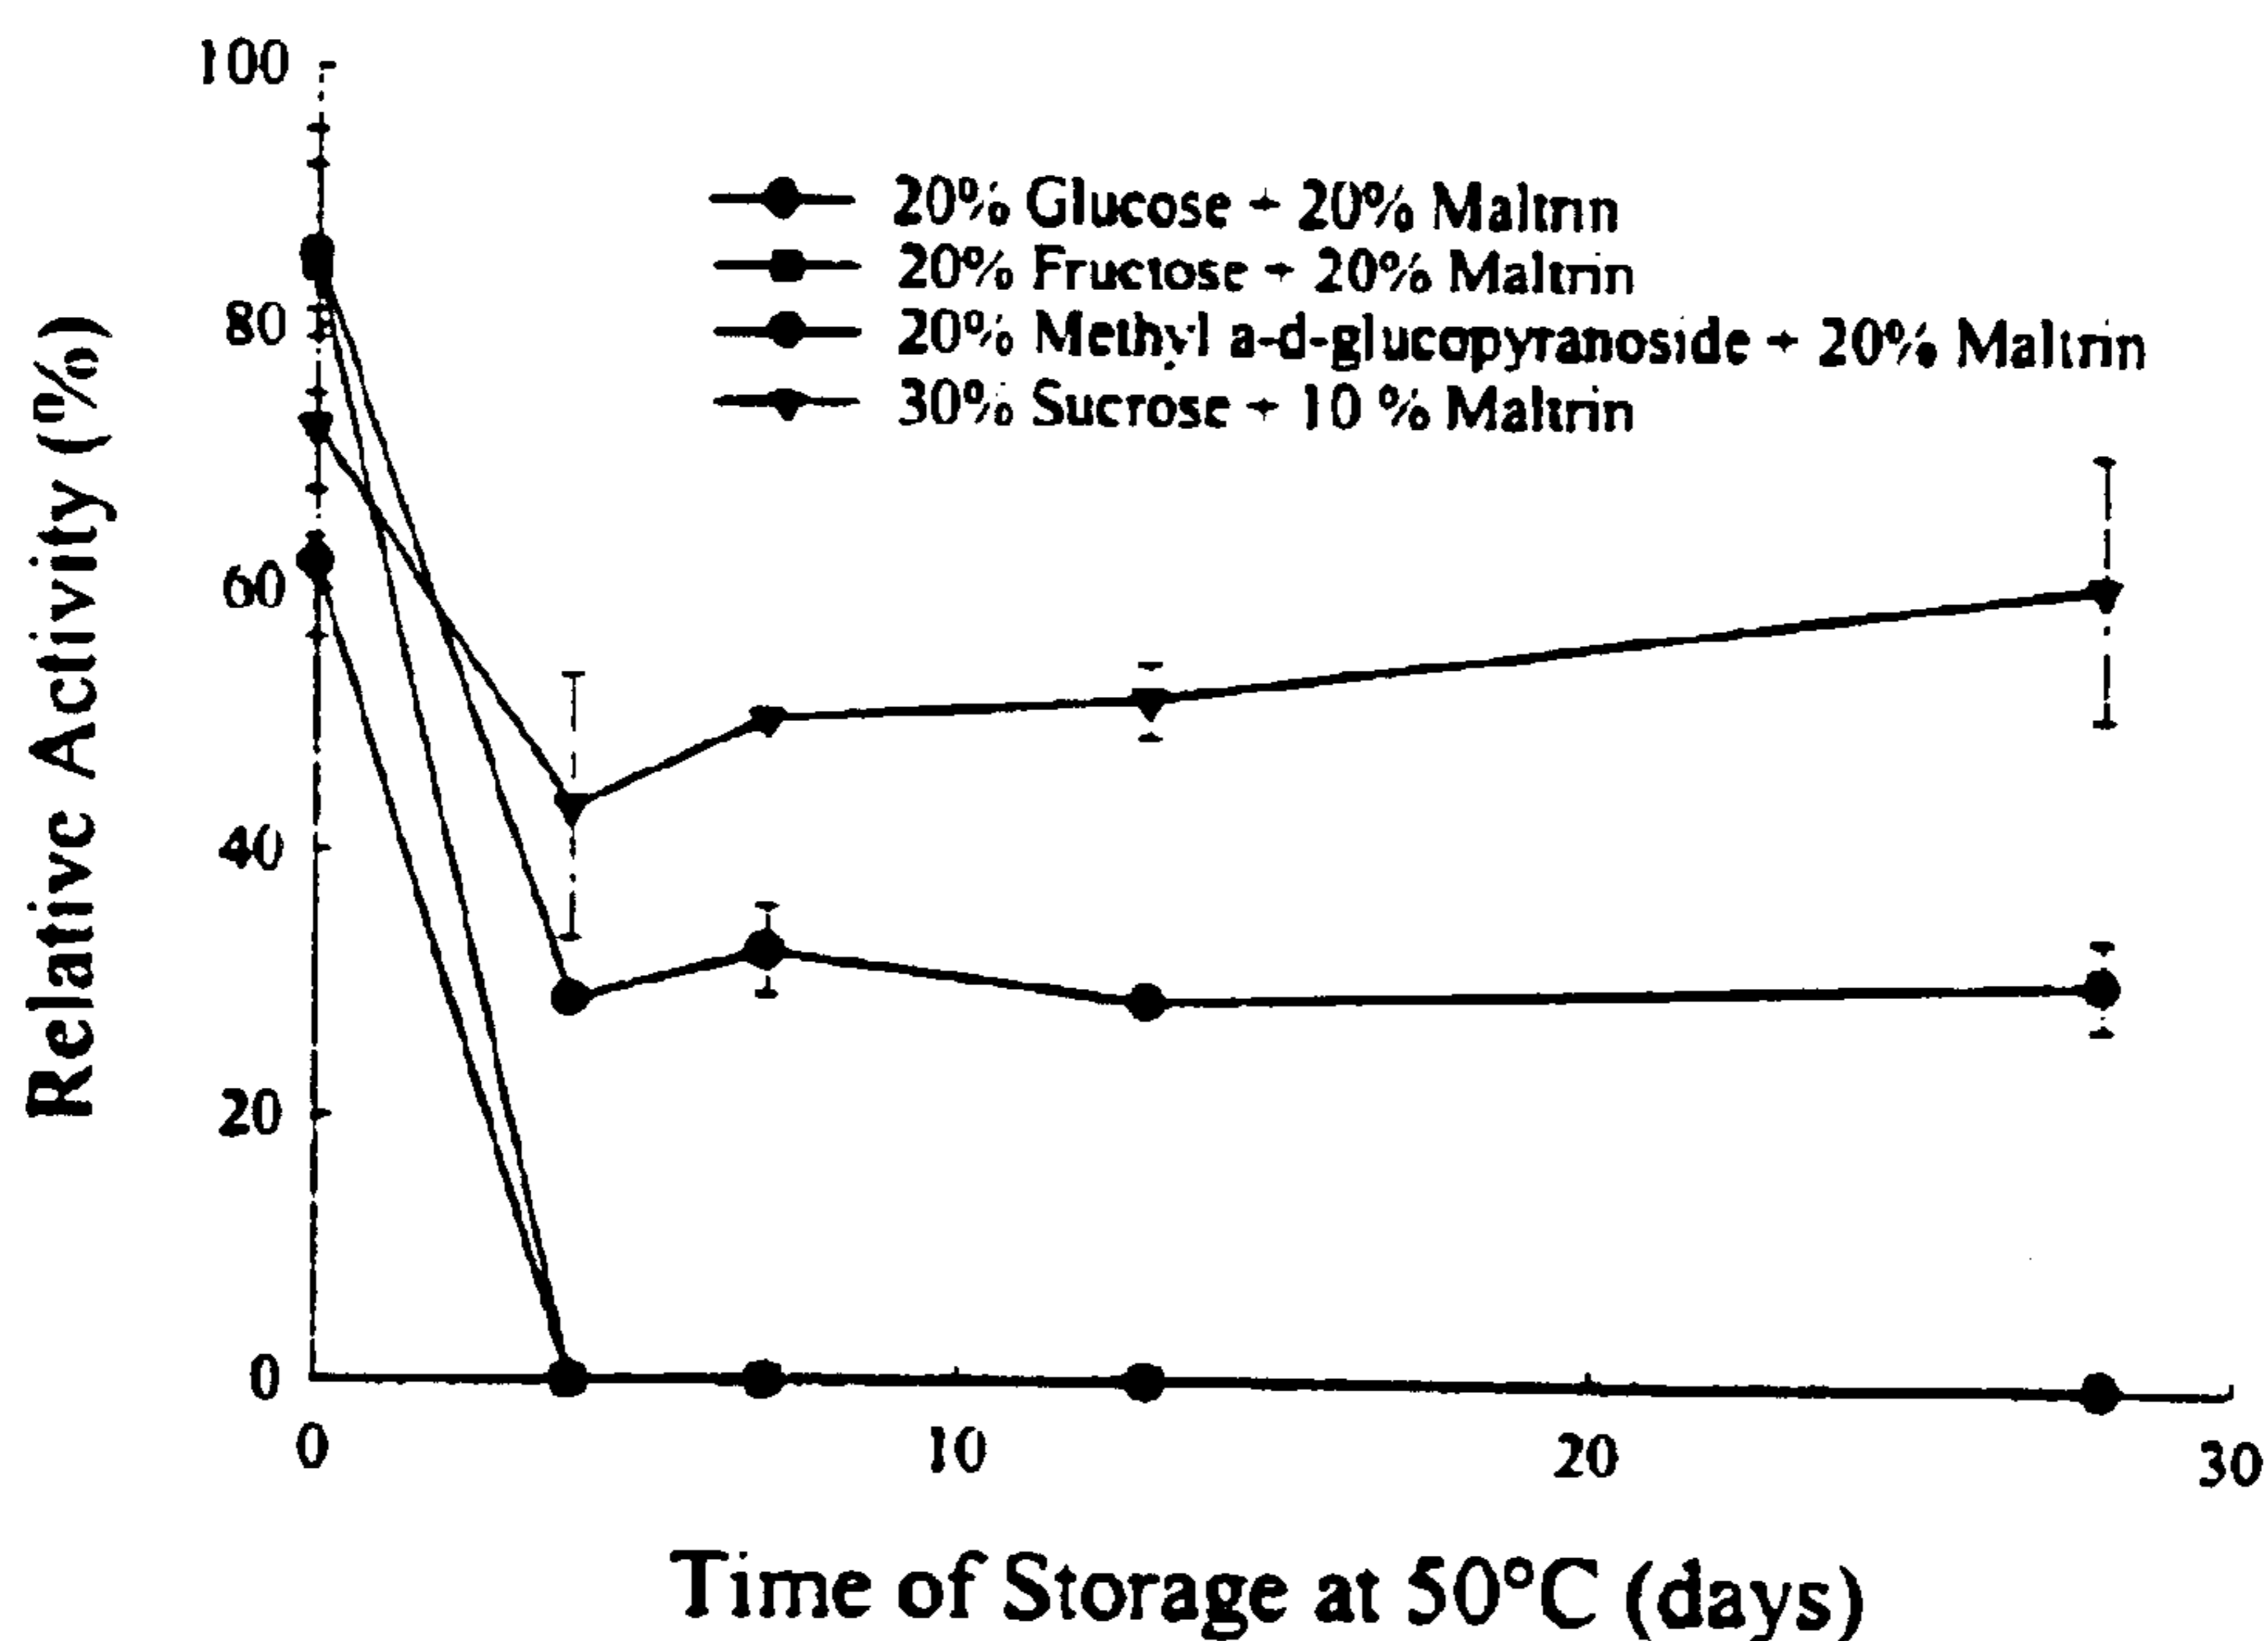 100
80
60
40
20
0
Relative Activity (%)
20% Glucose + 20% Maltrin
20% Fructose + 20% Maltrin
20% Methyl a-d-glucopyranoside + 20% Maltrin
30% Sucrose + 10 % Maltrin
0 10 20 30
Time of Storage at 50°C (days)